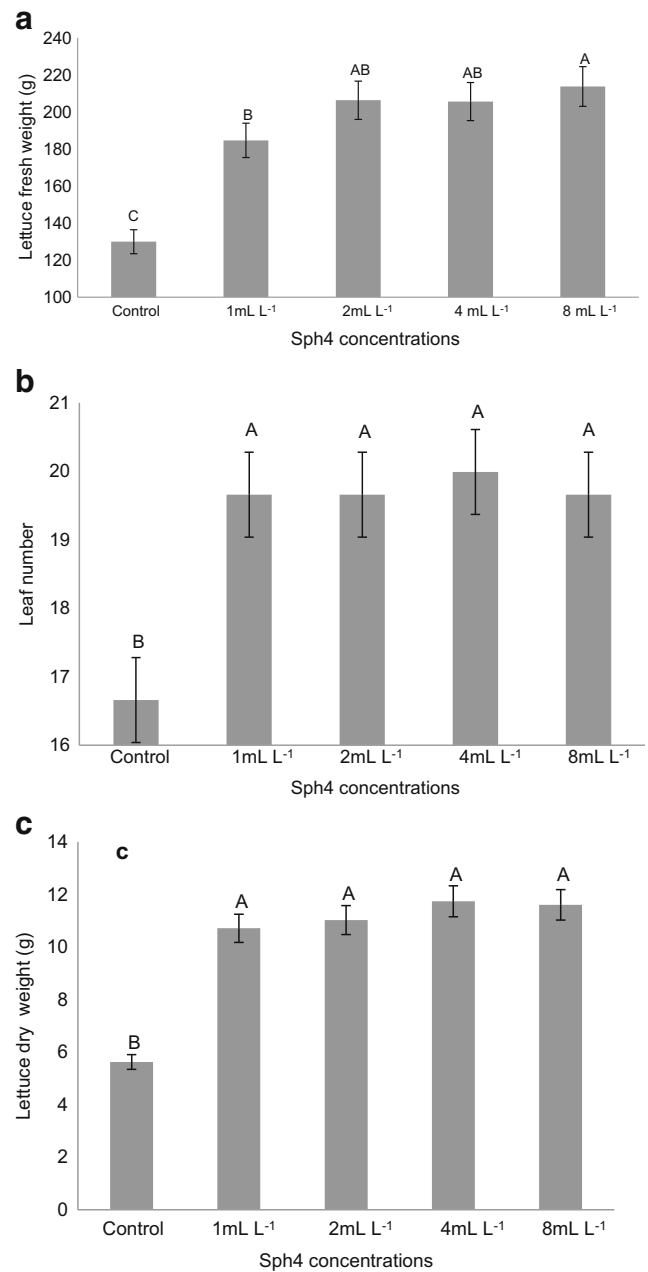 a
Lettuce fresh weight (g)
240
220
200
180
160
140
120
100
C
B
AB
AB
A
Control 1mL L⁻¹ 2mL L⁻¹ 4 mL L⁻¹ 8 mL L⁻¹
Sph4 concentrations
b
Leaf number
21
20
19
18
17
16
B
A
A
A
A
Control 1mL L⁻¹ 2mL L⁻¹ 4mL L⁻¹ 8mL L⁻¹
Sph4 concentrations
c
c
Lettuce dry weight (g)
14
12
10
8
6
4
2
0
B
A
A
A
A
Control 1mL L⁻¹ 2mL L⁻¹ 4mL L⁻¹ 8mL L⁻¹
Sph4 concentrations